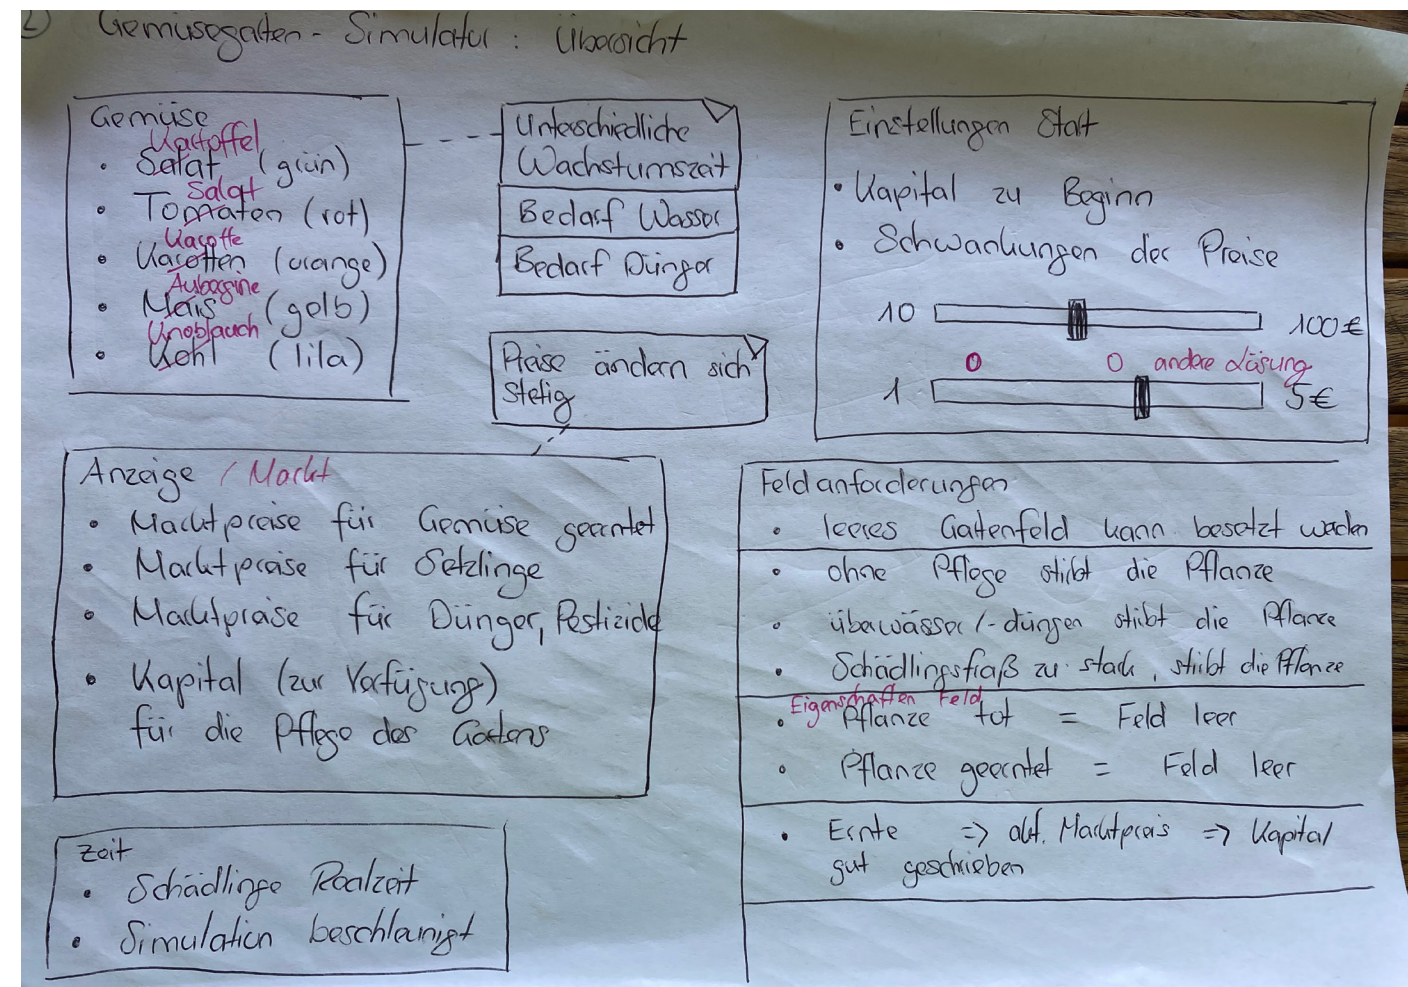 2) Gemüsegarten - Simulator : Übersicht
Gemüse
Kartoffel
• Salat (grün)
Salat
• Tomaten (rot)
Karotte
• Karotten (orange)
Aubergine
• Mais (gelb)
Knoblauch
• Kohl (lila)
Unterschiedliche
Wachstumszeit
Bedarf Wasser
Bedarf Dünger
Preise ändern sich
stetig
Einstellungen Start
• Kapital zu Beginn
• Schwankungen der Preise
10 100€
O O andere Lösung
1 5€
Anzeige / Markt
• Marktpreise für Gemüse geerntet
• Marktpreise für Setzlinge
• Marktpreise für Dünger, Pestizide
• Kapital (zur Verfügung)
für die Pflege des Gartens
Feldanforderungen
• leeres Gartenfeld kann besetzt werden
• ohne Pflege stirbt die Pflanze
• überwässer/-düngen stirbt die Pflanze
• Schädlingsfraß zu stark, stirbt die Pflanze
Eigenschaften Feld
• Pflanze tot = Feld leer
• Pflanze geerntet = Feld leer
• Ernte => akt. Marktpreis => Kapital
gut geschrieben
Zeit
• Schädlinge Realzeit
• Simulation beschleunigt